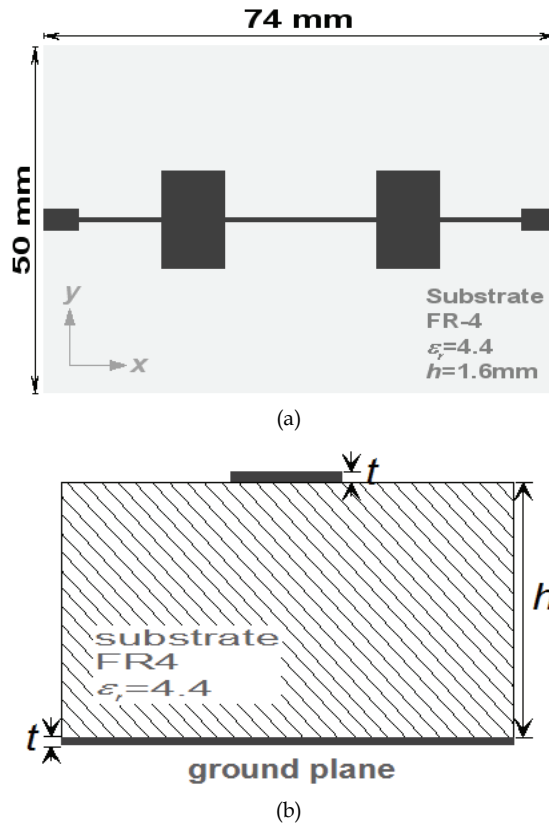 74 mm
50 mm
y
x
Substrate
FR-4
εr=4.4
h=1.6mm
(a)
t
h
substrate
FR4
εr=4.4
t
ground plane
(b)